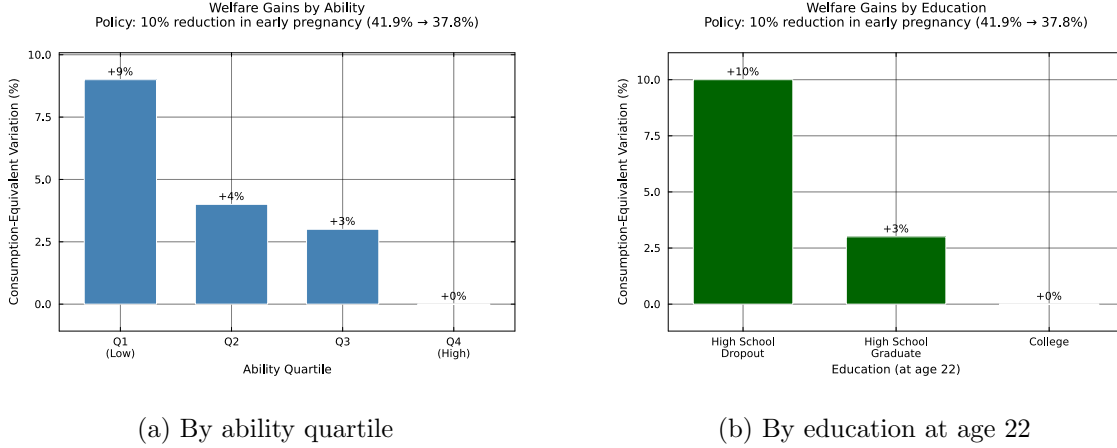 Welfare Gains by Ability
Policy: 10% reduction in early pregnancy (41.9% → 37.8%)
Consumption-Equivalent Variation (%)
10.0
7.5
5.0
2.5
0.0
+9%
+4%
+3%
+0%
Q1
(Low)
Q2
Q3
Q4
(High)
Ability Quartile
(a) By ability quartile
Welfare Gains by Education
Policy: 10% reduction in early pregnancy (41.9% → 37.8%)
Consumption-Equivalent Variation (%)
10.0
7.5
5.0
2.5
0.0
+10%
+3%
+0%
High School
Dropout
High School
Graduate
College
Education (at age 22)
(b) By education at age 22